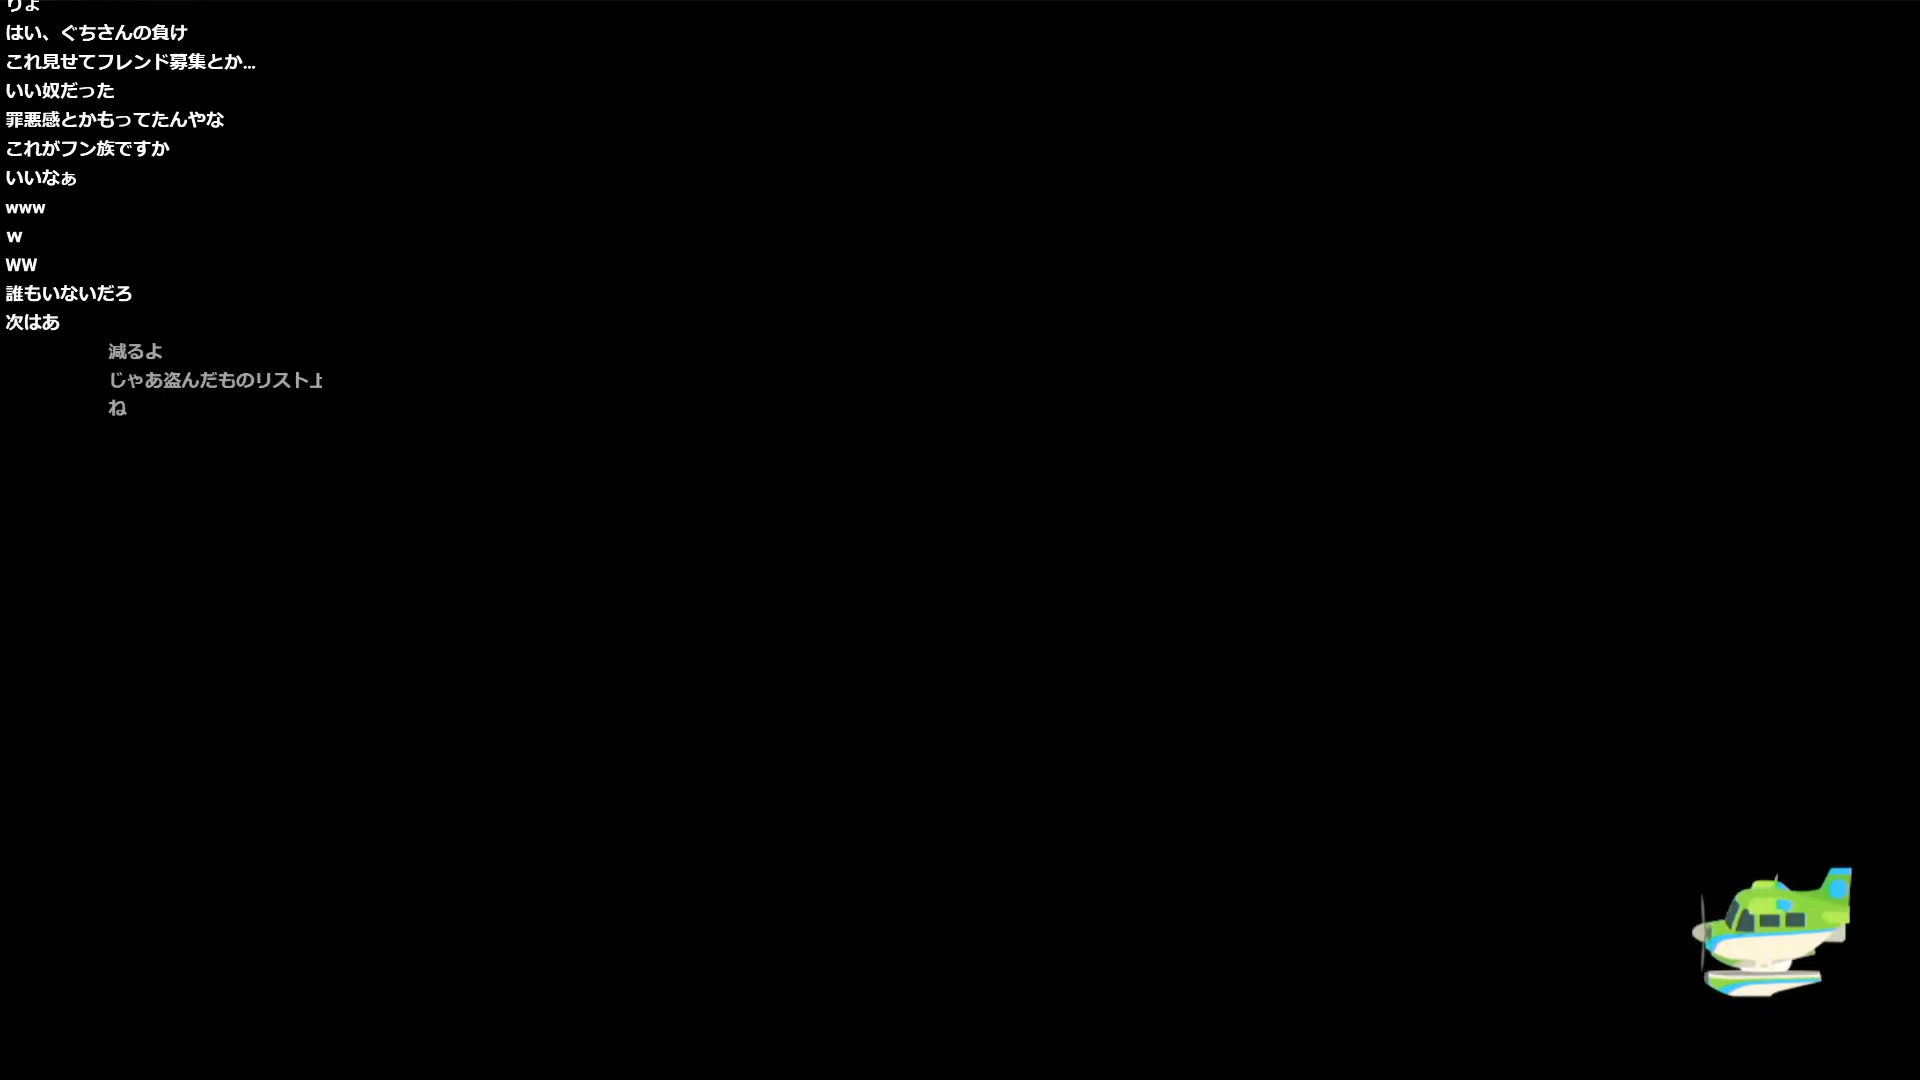 りょ
はい、ぐちさんの負け
これ見せてフレンド募集とか...
いい奴だった
罪悪感とかもってたんやな
これがフン族ですか
いいなぁ
www
w
WW
誰もいないだろ
次はあ
減るよ
じゃあ盗んだものリスト上
ね